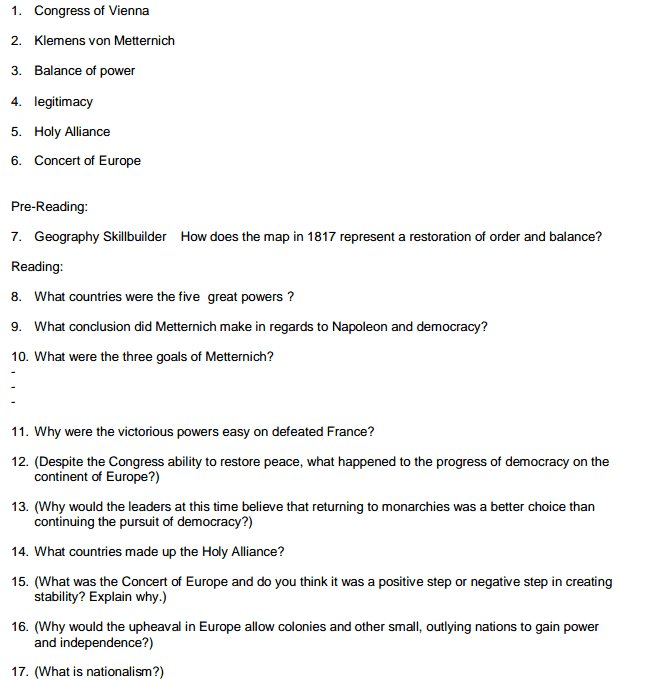 1. Congress of Vienna
2. Klemens von Metternich
3. Balance of power
4. legitimacy
5. Holy Alliance
6. Concert of Europe
Pre-Reading:
7. Geography Skillbuilder How does the map in 1817 represent a restoration of order and balance?
Reading:
8. What countries were the five great powers ?
9. What conclusion did Metternich make in regards to Napoleon and democracy?
10. What were the three goals of Metternich?
-
-
-
11. Why were the victorious powers easy on defeated France?
12. (Despite the Congress ability to restore peace, what happened to the progress of democracy on the
continent of Europe?)
13. (Why would the leaders at this time believe that returning to monarchies was a better choice than
continuing the pursuit of democracy?)
14. What countries made up the Holy Alliance?
15. (What was the Concert of Europe and do you think it was a positive step or negative step in creating
stability? Explain why.)
16. (Why would the upheaval in Europe allow colonies and other small, outlying nations to gain power
and independence?)
17. (What is nationalism?)